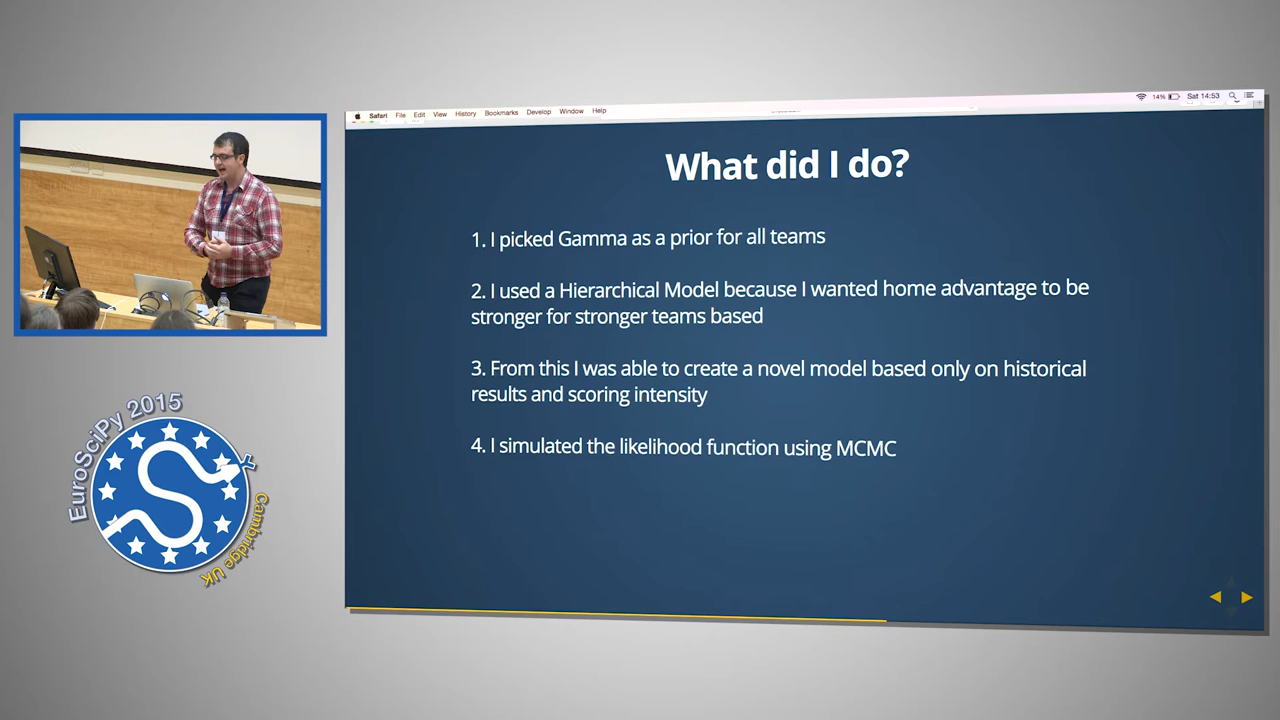 Safari File Edit View History Bookmarks Develop Window Help
14% Sat 14:53
What did I do?
1. I picked Gamma as a prior for all teams
2. I used a Hierarchical Model because I wanted home advantage to be
stronger for stronger teams based
3. From this I was able to create a novel model based only on historical
results and scoring intensity
4. I simulated the likelihood function using MCMC
EuroSciPy 2015
Cambridge UK